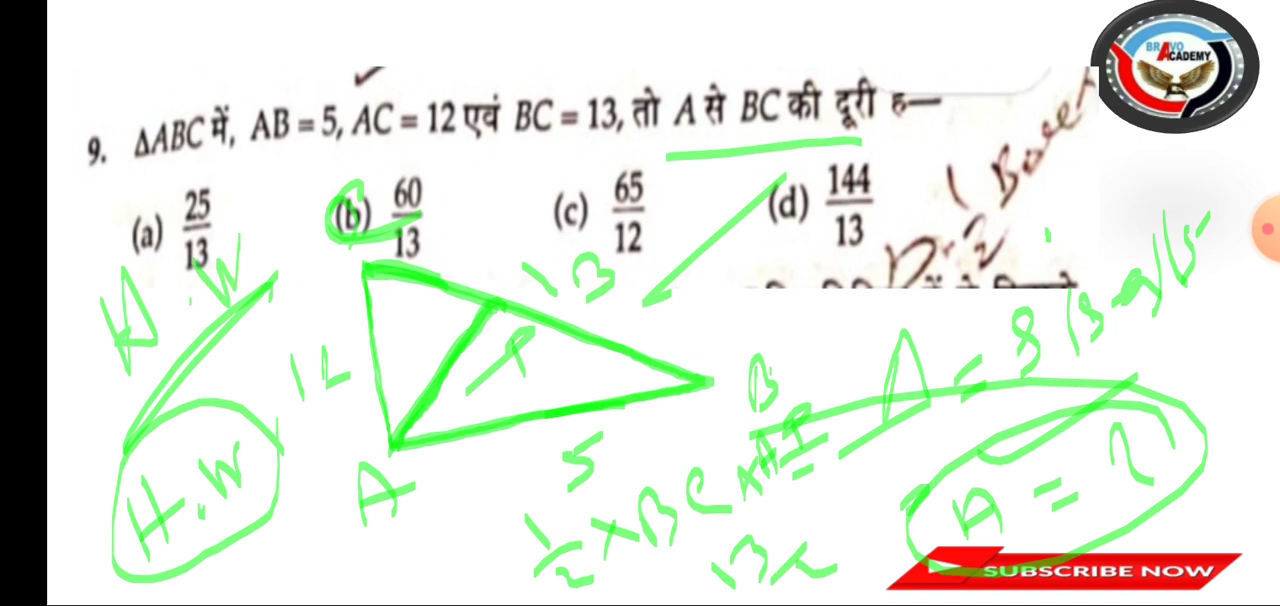 BRAVO
ACADEMY
9. ΔABC में, AB = 5, AC = 12 एवं BC = 13, तो A से BC की दूरी ह—
(a) 25/13 (b) 60/13 (c) 65/12 (d) 144/13
H.W
13
12
P
A
5
B
Δ =
1/2 × BC × AP
13 ×
A = ?
H.W
SUBSCRIBE NOW